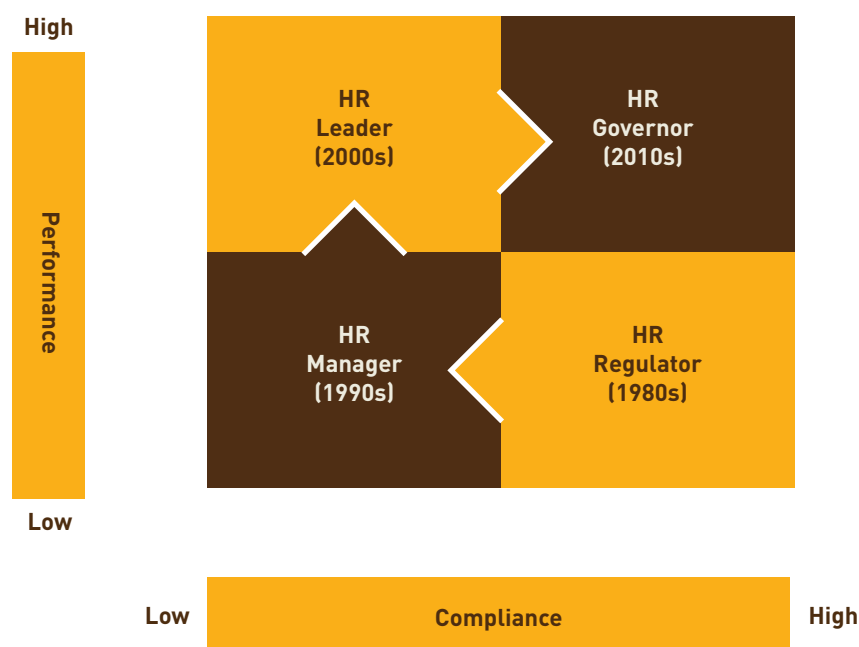 High
HR
Leader
(2000s)
HR
Governor
(2010s)
Performance
HR
Manager
(1990s)
HR
Regulator
(1980s)
Low
Low
Compliance
High